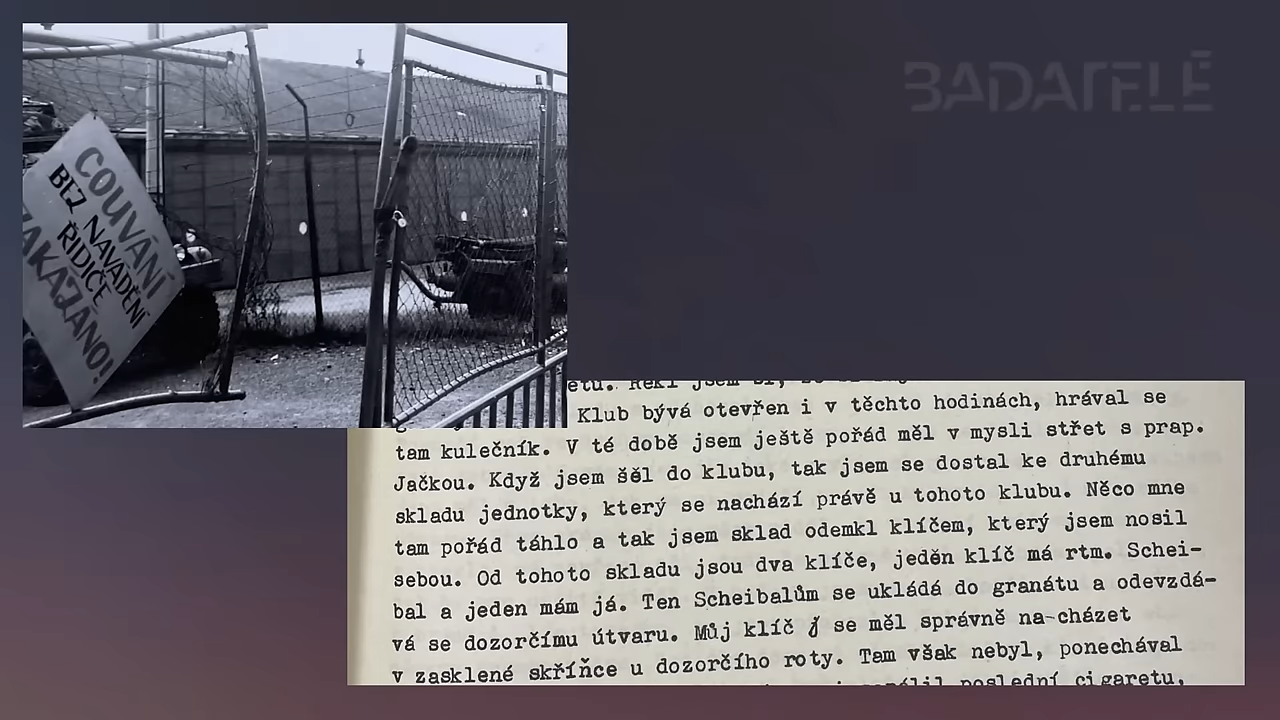 BADATELÉ
COUVÁNÍ
BEZ NAVÁDĚNÍ
ŘIDIČE
ZAKÁZÁNO!
Klub bývá otevřen i v těchto hodinách, hrával se
tam kulečník. V té době jsem ještě pořád měl v mysli střet s prap.
Jačkou. Když jsem šěl do klubu, tak jsem se dostal ke druhému
skladu jednotky, který se nachází právě u tohoto klubu. Něco mne
tam pořád táhlo a tak jsem sklad odemkl klíčem, který jsem nosil
sebou. Od tohoto skladu jsou dva klíče, jeděn klíč má rtm. Schei-
bal a jeden mám já. Ten Scheibalům se ukládá do granátu a odevzdá-
vá se dozorčímu útvaru. Můj klíč se měl správně na-cházet
v zasklené skříňce u dozorčího roty. Tam však nebyl, ponechával
poslední cigaretu,